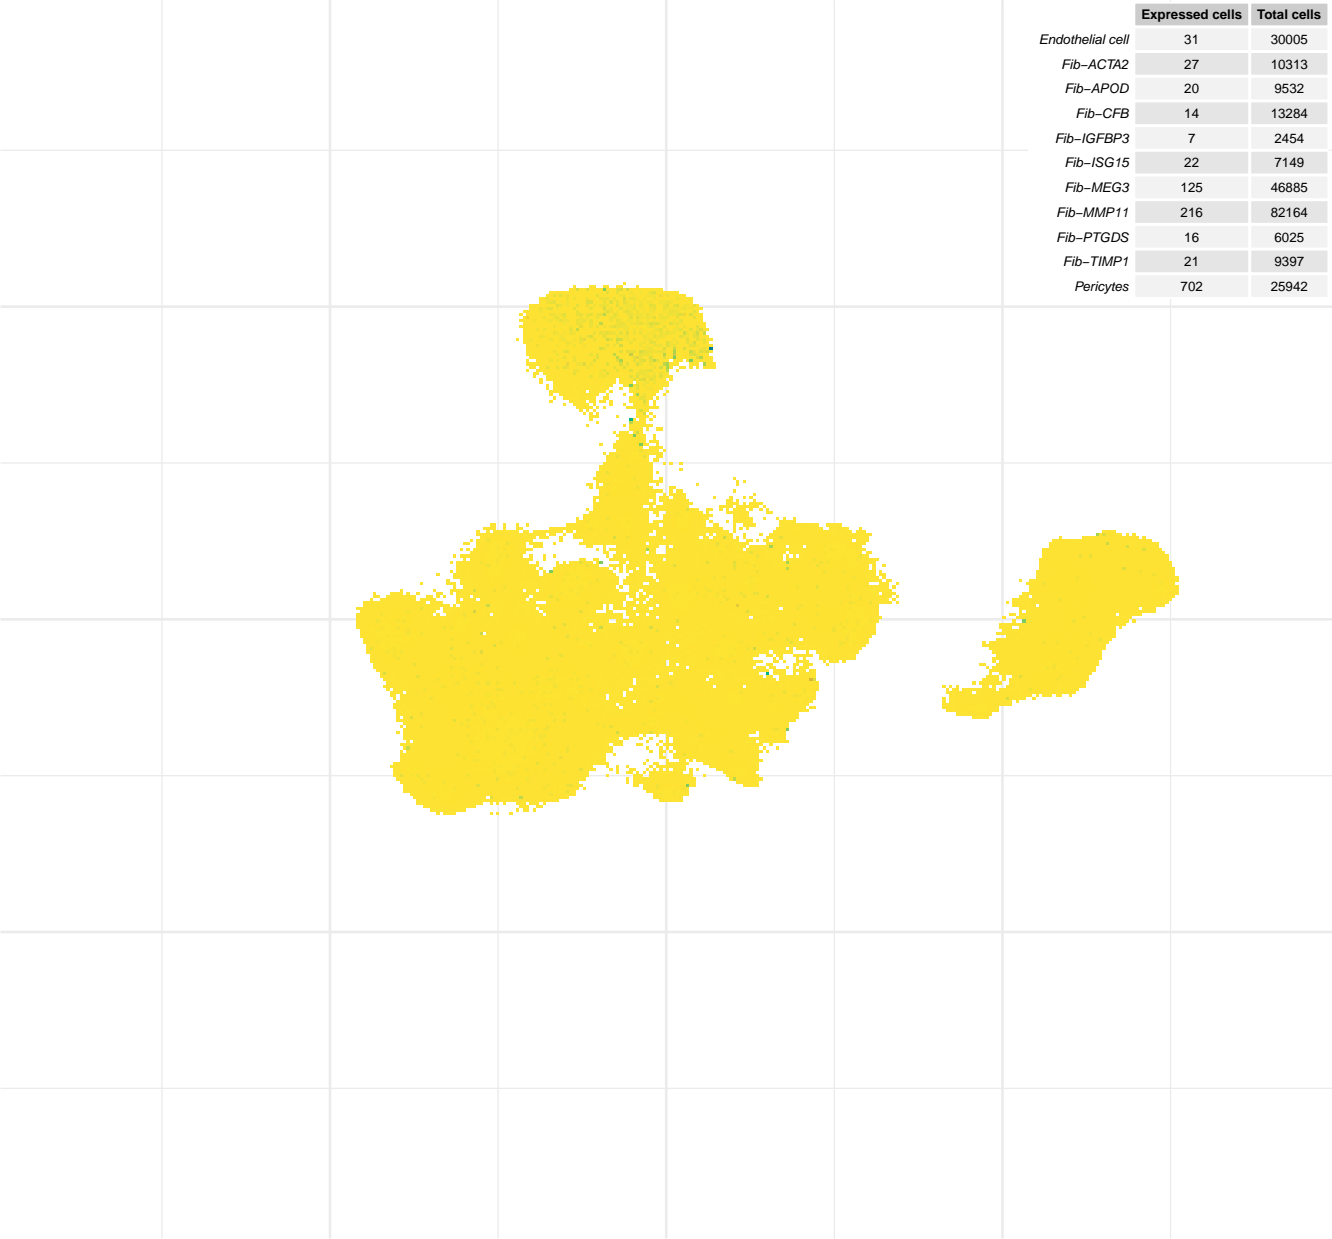 Expressed cells Total cells
Endothelial cell 31 30005
Fib−ACTA2 27 10313
Fib−APOD 20 9532
Fib−CFB 14 13284
Fib−IGFBP3 7 2454
Fib−ISG15 22 7149
Fib−MEG3 125 46885
Fib−MMP11 216 82164
Fib−PTGDS 16 6025
Fib−TIMP1 21 9397
Pericytes 702 25942